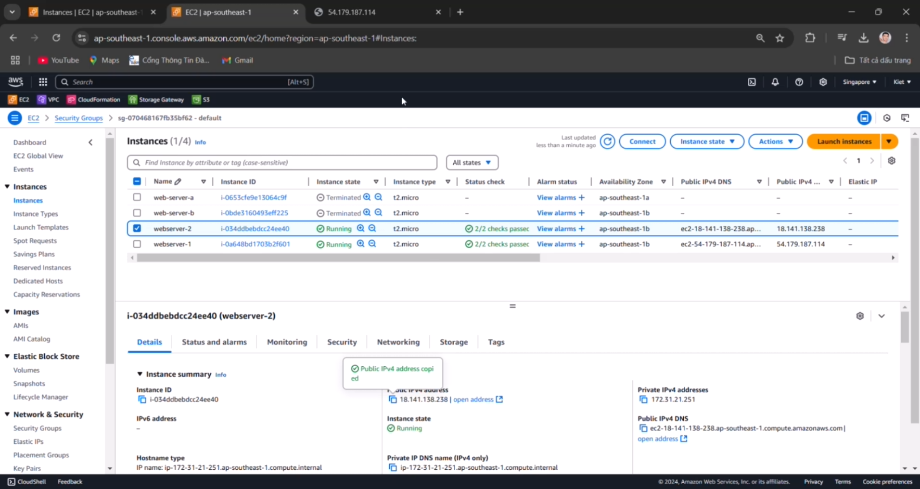 Instances | EC2 | ap-southeast-
EC2 | ap-southeast-1
54.179.187.114
ap-southeast-1.console.aws.amazon.com/ec2/home?region=ap-southeast-1#Instances:
YouTube
Maps
Cổng Thông Tin Đà...
Gmail
Tất cả dấu trang
aws
Search
[Alt+S]
Singapore
Kiet
EC2
VPC
CloudFormation
Storage Gateway
S3
EC2 > Security Groups > sg-070468167fb35bf62 - default
Dashboard
EC2 Global View
Events
Instances
Instances
Instance Types
Launch Templates
Spot Requests
Savings Plans
Reserved Instances
Dedicated Hosts
Capacity Reservations
Images
AMIs
AMI Catalog
Elastic Block Store
Volumes
Snapshots
Lifecycle Manager
Network & Security
Security Groups
Elastic IPs
Placement Groups
Key Pairs
Instances (1/4) Info
Last updated
less than a minute ago
Connect
Instance state
Actions
Launch instances
Find Instance by attribute or tag (case-sensitive)
All states
1
Name Instance ID Instance state Instance type Status check Alarm status Availability Zone Public IPv4 DNS Public IPv4 ... Elastic IP
web-server-a i-0653cfe9e13064c9f Terminated t2.micro – View alarms + ap-southeast-1a – – –
web-server-b i-0bde3160493eff225 Terminated t2.micro – View alarms + ap-southeast-1b – – –
webserver-2 i-034ddbebdcc24ee40 Running t2.micro 2/2 checks passec View alarms + ap-southeast-1b ec2-18-141-138-238.ap... 18.141.138.238 –
webserver-1 i-0a648bd1703b2f601 Running t2.micro 2/2 checks passec View alarms + ap-southeast-1b ec2-54-179-187-114.ap... 54.179.187.114 –
i-034ddbebdcc24ee40 (webserver-2)
Details
Status and alarms
Monitoring
Security
Networking
Storage
Tags
Public IPv4 address copi
ed
Instance summary Info
Instance ID
i-034ddbebdcc24ee40
IPv6 address
–
Hostname type
IP name: ip-172-31-21-251.ap-southeast-1.compute.internal
Public IPv4 address
18.141.138.238 | open address
Instance state
Running
Private IP DNS name (IPv4 only)
ip-172-31-21-251.ap-southeast-1.compute.internal
Private IPv4 addresses
172.31.21.251
Public IPv4 DNS
ec2-18-141-138-238.ap-southeast-1.compute.amazonaws.com |
open address
CloudShell
Feedback
© 2024, Amazon Web Services, Inc. or its affiliates.
Privacy
Terms
Cookie preferences